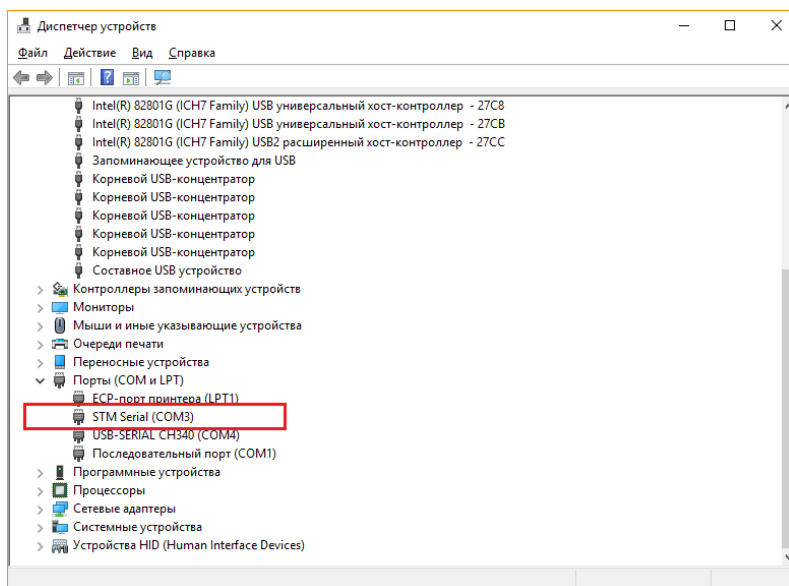 Диспетчер устройств
Файл Действие Вид Справка
Intel(R) 82801G (ICH7 Family) USB универсальный хост-контроллер - 27C8
Intel(R) 82801G (ICH7 Family) USB универсальный хост-контроллер - 27CB
Intel(R) 82801G (ICH7 Family) USB2 расширенный хост-контроллер - 27CC
Запоминающее устройство для USB
Корневой USB-концентратор
Корневой USB-концентратор
Корневой USB-концентратор
Корневой USB-концентратор
Корневой USB-концентратор
Составное USB устройство
Контроллеры запоминающих устройств
Мониторы
Мыши и иные указывающие устройства
Очереди печати
Переносные устройства
Порты (COM и LPT)
ECP-порт принтера (LPT1)
STM Serial (COM3)
USB-SERIAL CH340 (COM4)
Последовательный порт (COM1)
Программные устройства
Процессоры
Сетевые адаптеры
Системные устройства
Устройства HID (Human Interface Devices)